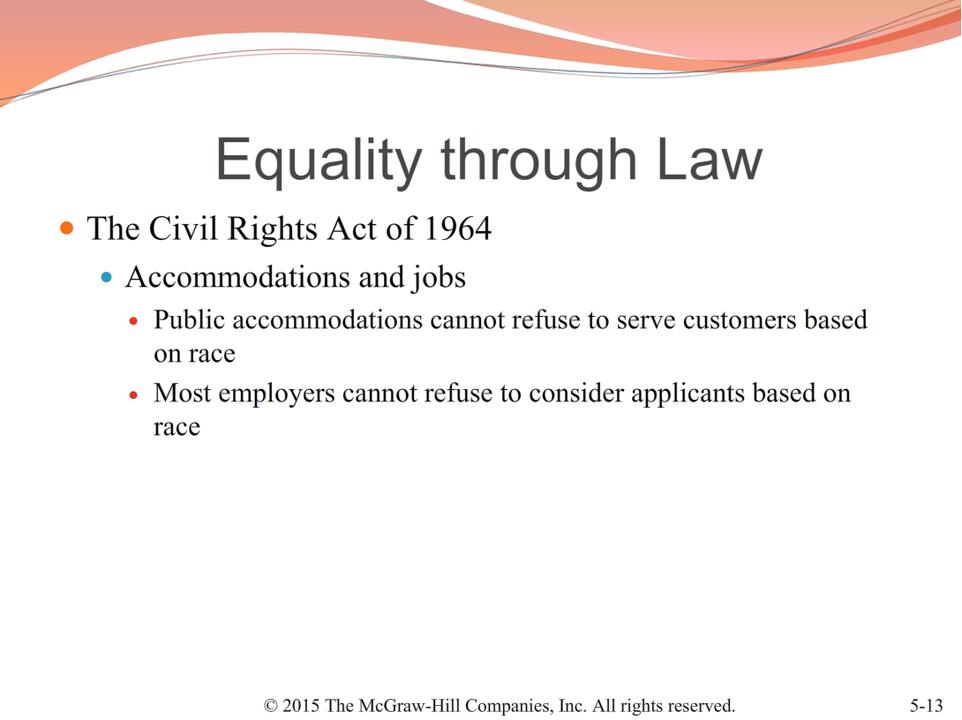 Equality through Law
The Civil Rights Act of 1964
Accommodations and jobs
Public accommodations cannot refuse to serve customers based
on race
Most employers cannot refuse to consider applicants based on
race
© 2015 The McGraw-Hill Companies, Inc. All rights reserved.
5-13